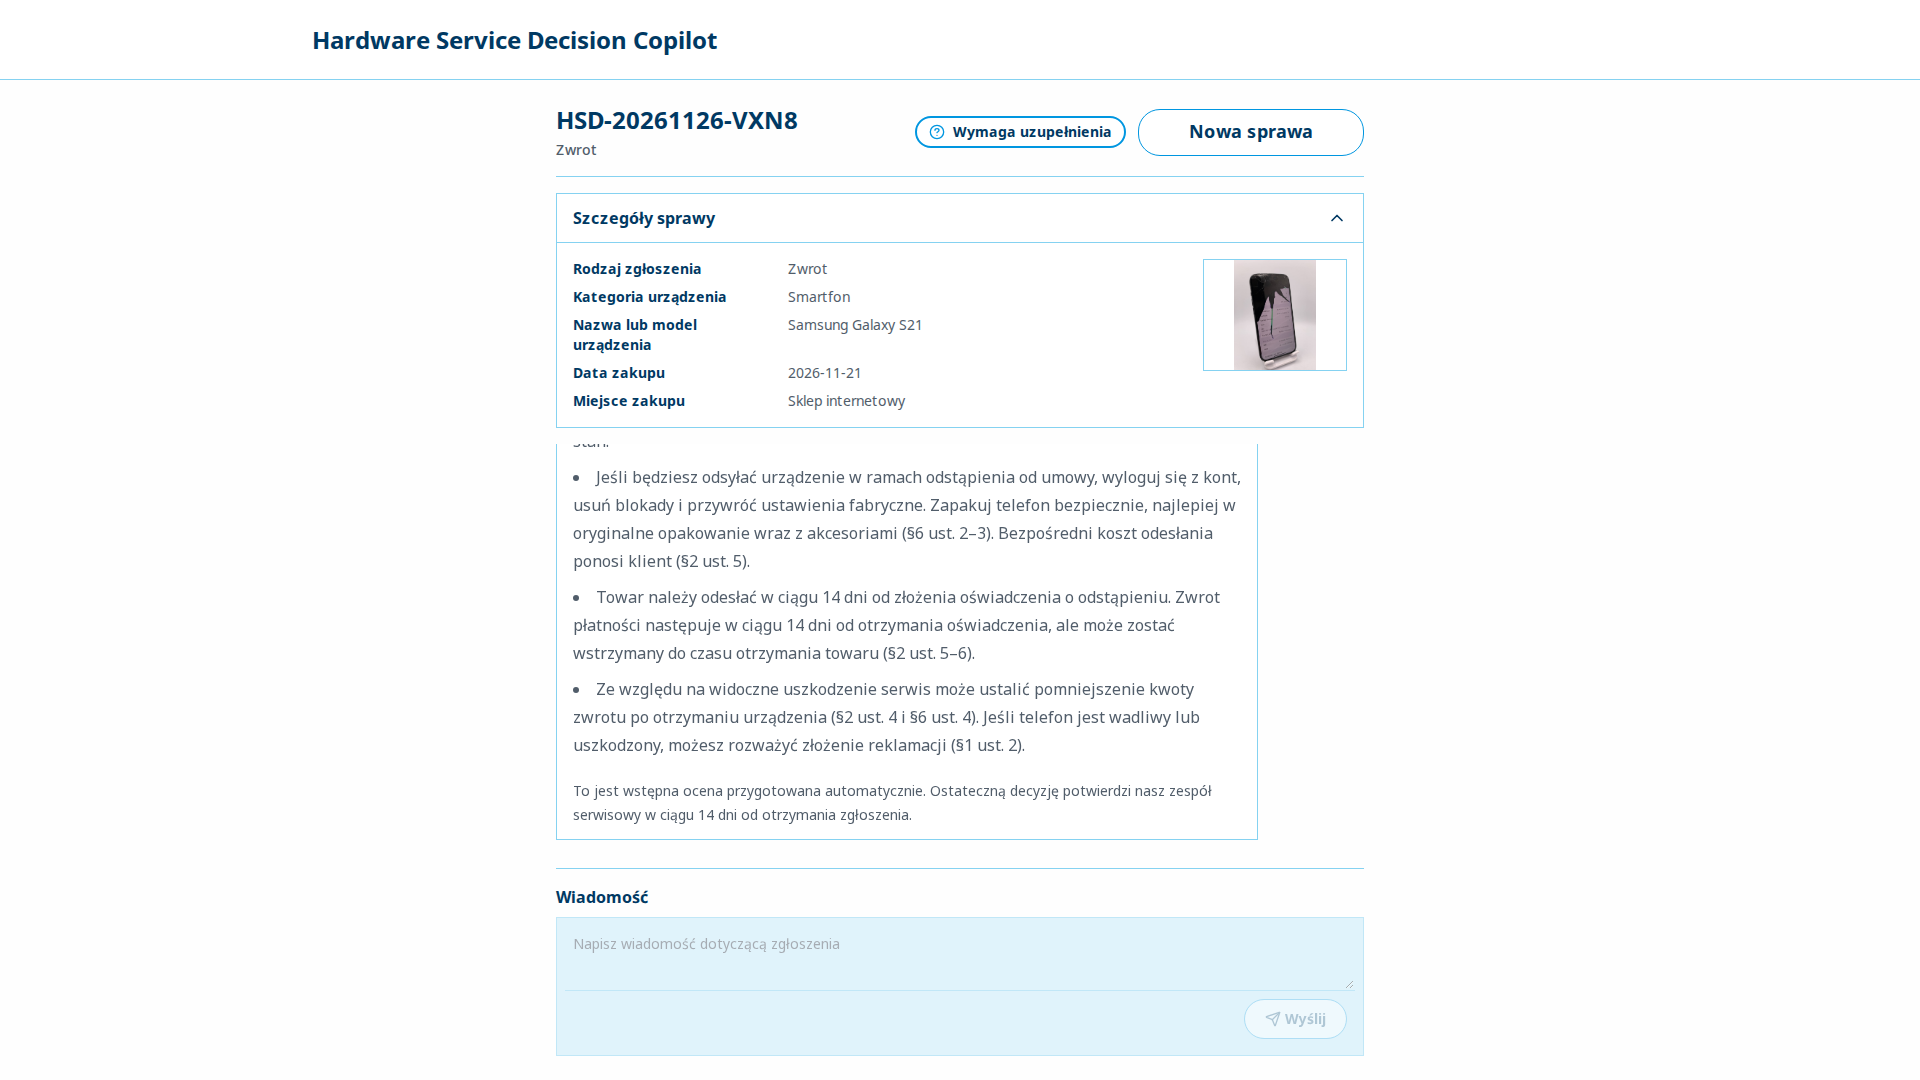 Hardware Service Decision Copilot
HSD-20261126-VXN8
Zwrot
Wymaga uzupełnienia
Nowa sprawa
Szczegóły sprawy
Rodzaj zgłoszenia
Zwrot
Kategoria urządzenia
Smartfon
Nazwa lub model
urządzenia
Samsung Galaxy S21
Data zakupu
2026-11-21
Miejsce zakupu
Sklep internetowy
stan.
• Jeśli będziesz odsyłać urządzenie w ramach odstąpienia od umowy, wyloguj się z kont,
usuń blokady i przywróć ustawienia fabryczne. Zapakuj telefon bezpiecznie, najlepiej w
oryginalne opakowanie wraz z akcesoriami (§6 ust. 2–3). Bezpośredni koszt odesłania
ponosi klient (§2 ust. 5).
• Towar należy odesłać w ciągu 14 dni od złożenia oświadczenia o odstąpieniu. Zwrot
płatności następuje w ciągu 14 dni od otrzymania oświadczenia, ale może zostać
wstrzymany do czasu otrzymania towaru (§2 ust. 5–6).
• Ze względu na widoczne uszkodzenie serwis może ustalić pomniejszenie kwoty
zwrotu po otrzymaniu urządzenia (§2 ust. 4 i §6 ust. 4). Jeśli telefon jest wadliwy lub
uszkodzony, możesz rozważyć złożenie reklamacji (§1 ust. 2).
To jest wstępna ocena przygotowana automatycznie. Ostateczną decyzję potwierdzi nasz zespół
serwisowy w ciągu 14 dni od otrzymania zgłoszenia.
Wiadomość
Napisz wiadomość dotyczącą zgłoszenia
Wyślij